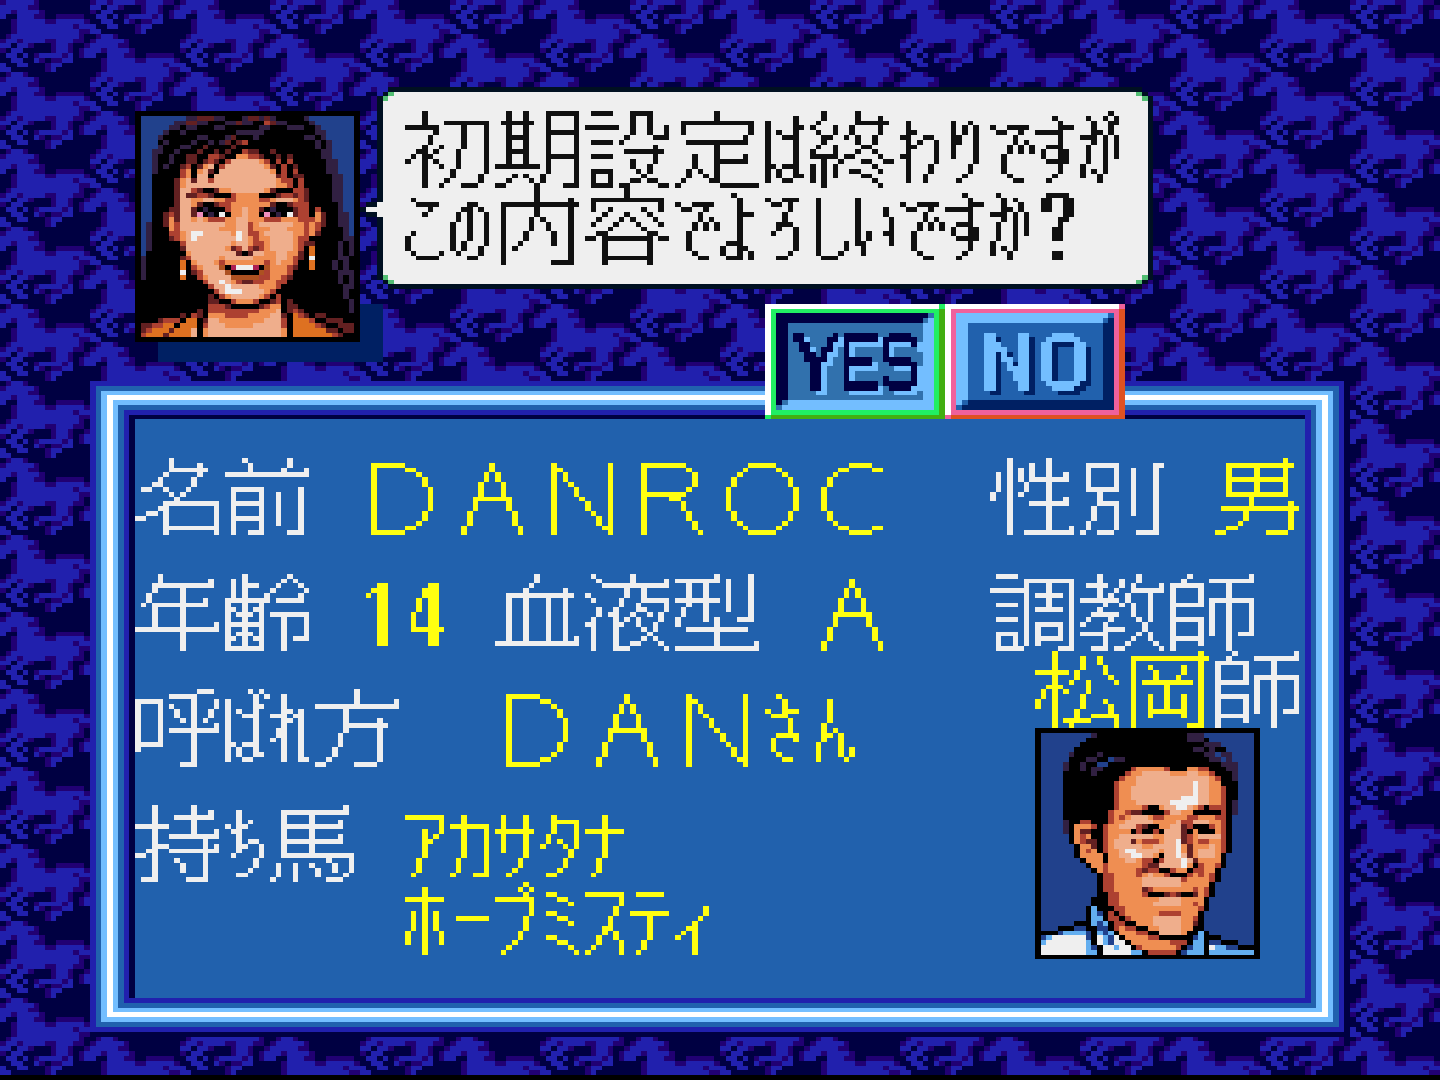 初期設定は終わりですが
この内容でよろしいですか?
YES NO
名前 DANROC 性別 男
年齢 14 血液型 A 調教師
松岡師
呼ばれ方 DANさん
持ち馬 アカサタナ
ホープミスティ